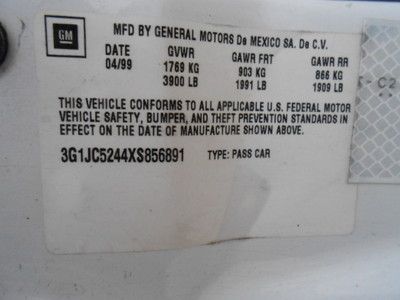 GM
MFD BY GENERAL MOTORS De MEXICO SA. De C.V.
DATE GVWR GAWR FRT GAWR RR
04/99 1769 KG 903 KG 866 KG
3900 LB 1991 LB 1909 LB
THIS VEHICLE CONFORMS TO ALL APPLICABLE U.S. FEDERAL MOTOR
VEHICLE SAFETY, BUMPER, AND THEFT PREVENTION STANDARDS IN
EFFECT ON THE DATE OF MANUFACTURE SHOWN ABOVE.
3G1JC5244XS856891 TYPE: PASS CAR